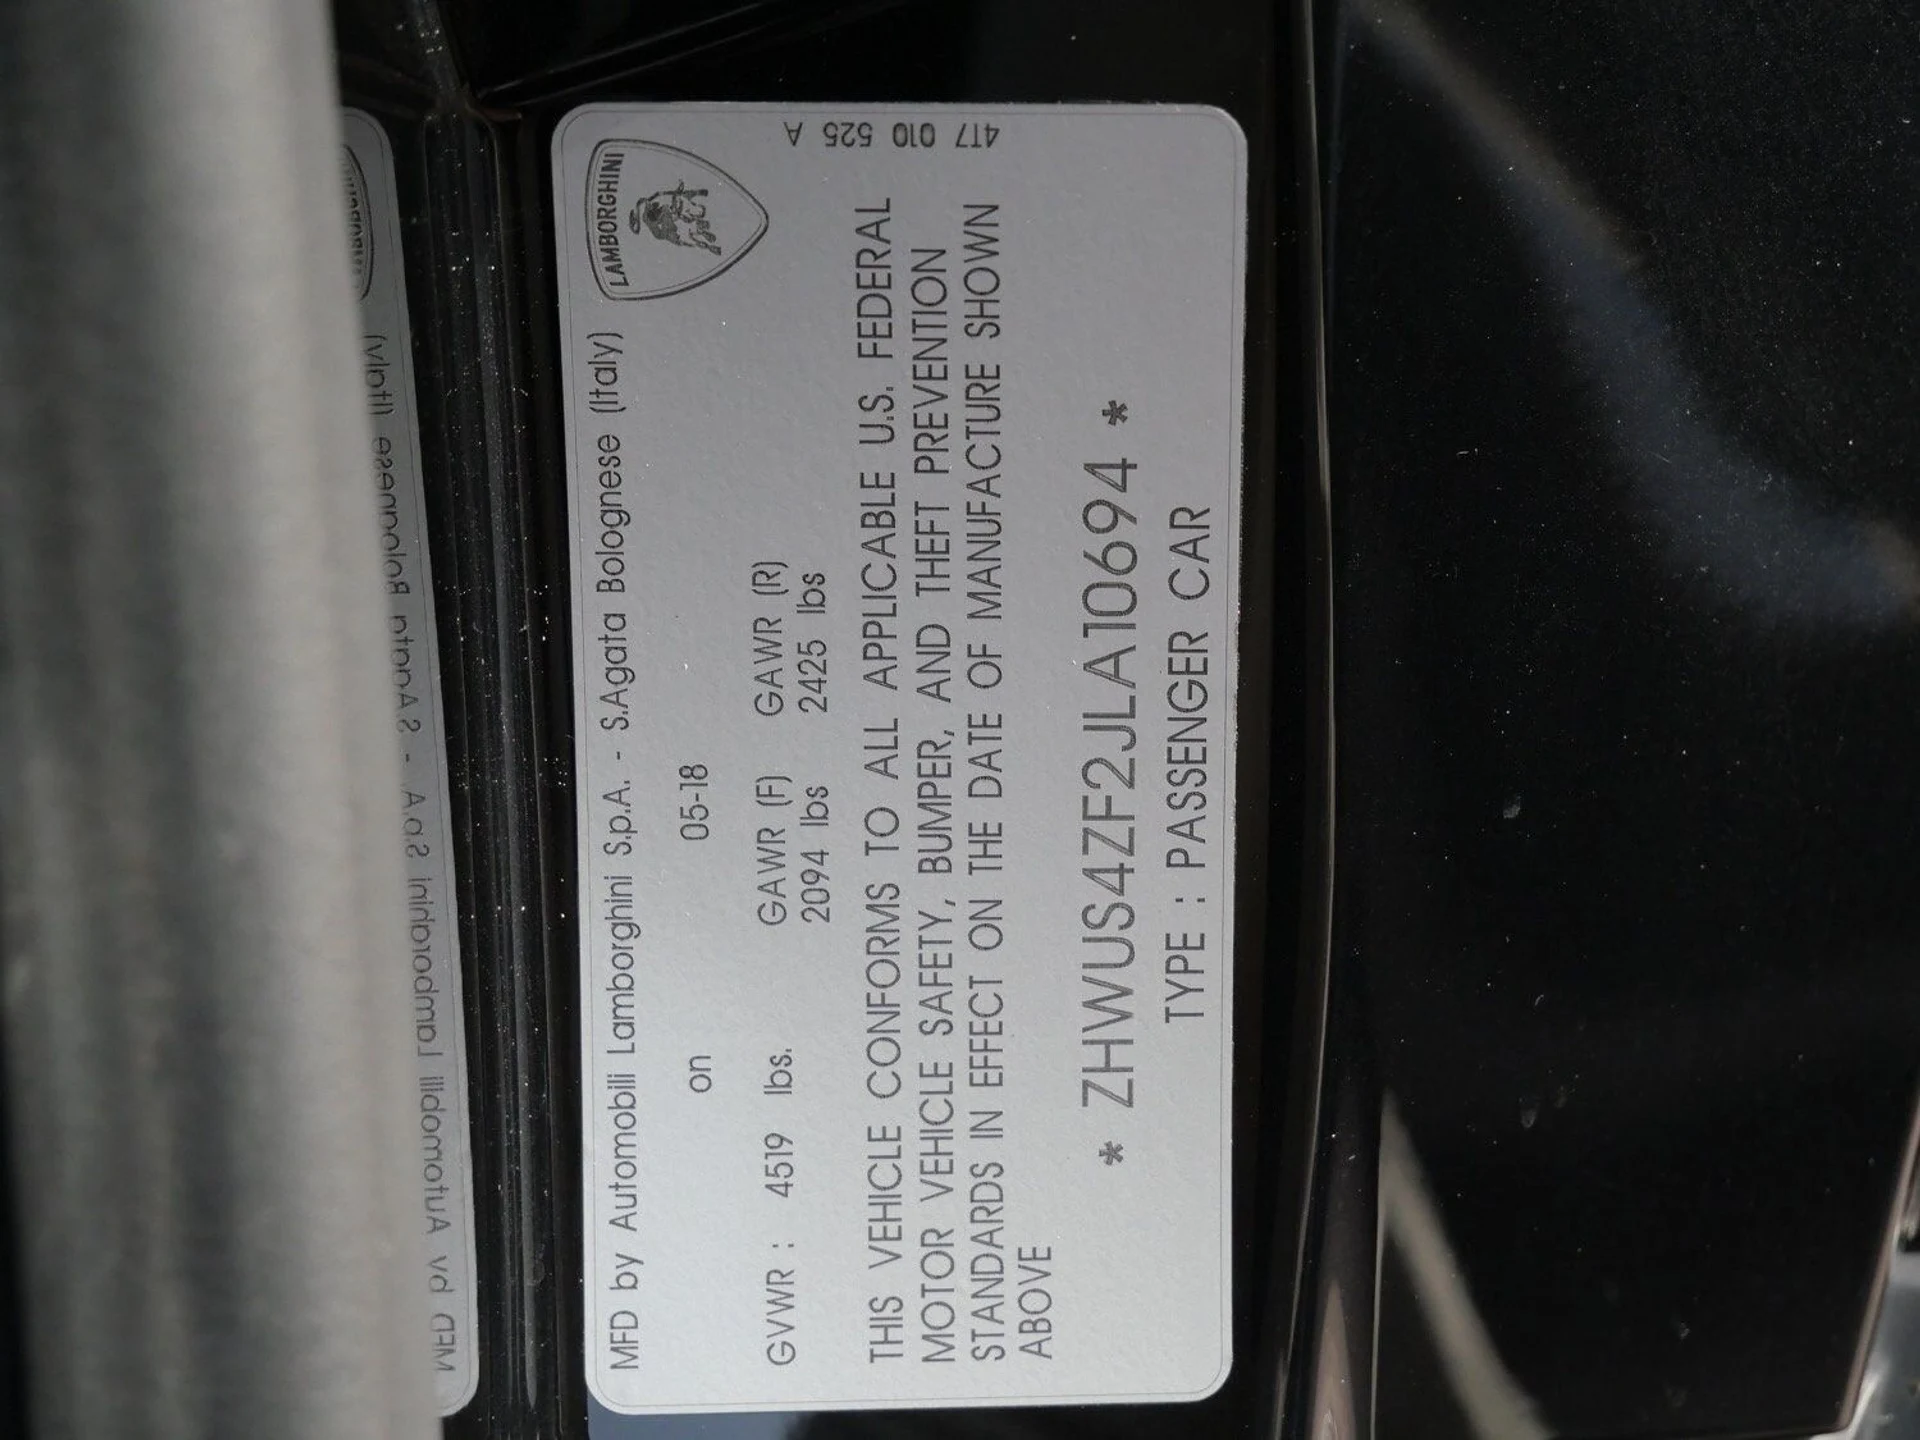 LAMBORGHINI
4T7 010 525 A
MFD by Automobili Lamborghini S.p.A. - S.Agata Bolognese (Italy)
on 05-18
GVWR : 4519 lbs. GAWR (F) GAWR (R)
2094 lbs 2425 lbs
THIS VEHICLE CONFORMS TO ALL APPLICABLE U.S. FEDERAL
MOTOR VEHICLE SAFETY, BUMPER, AND THEFT PREVENTION
STANDARDS IN EFFECT ON THE DATE OF MANUFACTURE SHOWN
ABOVE
* ZHWUS4ZF2JLA10694 *
TYPE : PASSENGER CAR
MFD by Automobili Lamborghini S.p.A. - S.Agata Bolognese (Italy)